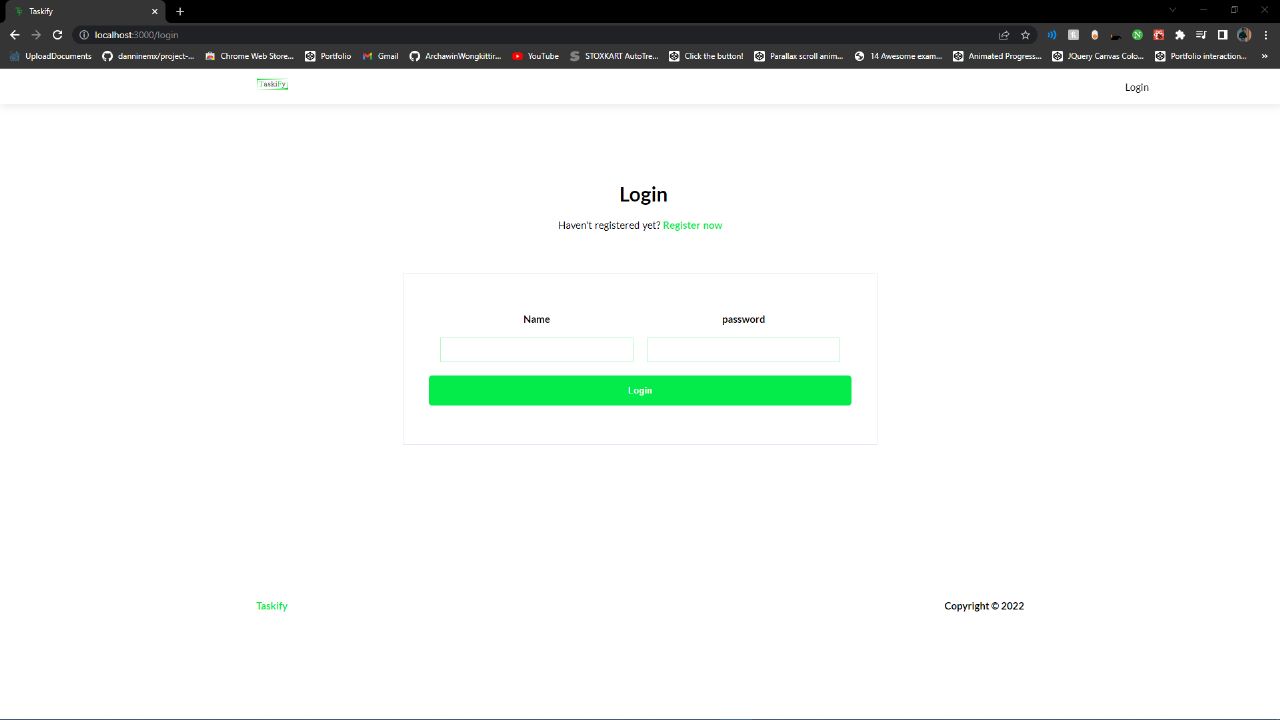 Taskify
localhost:3000/login
UploadDocuments danninemx/project-... Chrome Web Store... Portfolio Gmail ArchawinWongkittir... YouTube STOXKART AutoTre... Click the button! Parallax scroll anim... 14 Awesome exam... Animated Progress... JQuery Canvas Colo... Portfolio interaction... »
Taskify Login
Login
Haven't registered yet? Register now
Name password
Login
Taskify Copyright © 2022